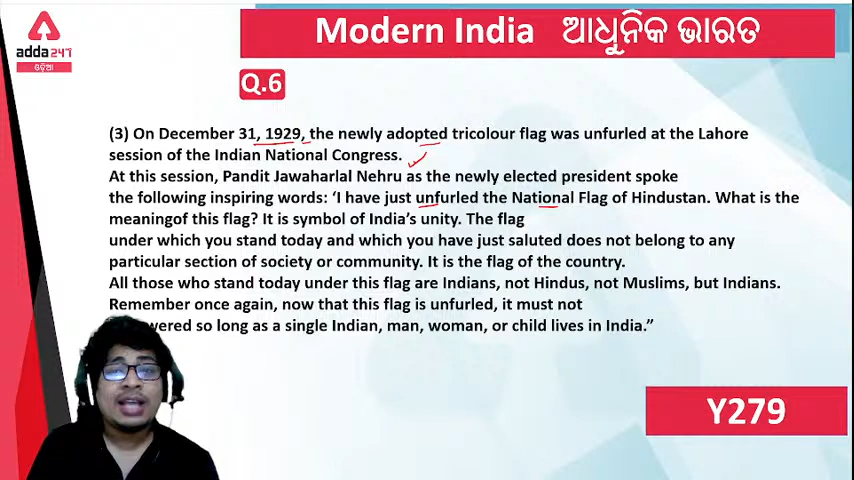 Modern India ଆଧୁନିକ ଭାରତ
adda247
ଓଡ଼ିଆ
Q.6
(3) On December 31, 1929, the newly adopted tricolour flag was unfurled at the Lahore
session of the Indian National Congress.
At this session, Pandit Jawaharlal Nehru as the newly elected president spoke
the following inspiring words: ‘I have just unfurled the National Flag of Hindustan. What is the
meaningof this flag? It is symbol of India’s unity. The flag
under which you stand today and which you have just saluted does not belong to any
particular section of society or community. It is the flag of the country.
All those who stand today under this flag are Indians, not Hindus, not Muslims, but Indians.
Remember once again, now that this flag is unfurled, it must not
so long as a single Indian, man, woman, or child lives in India.”
Y279